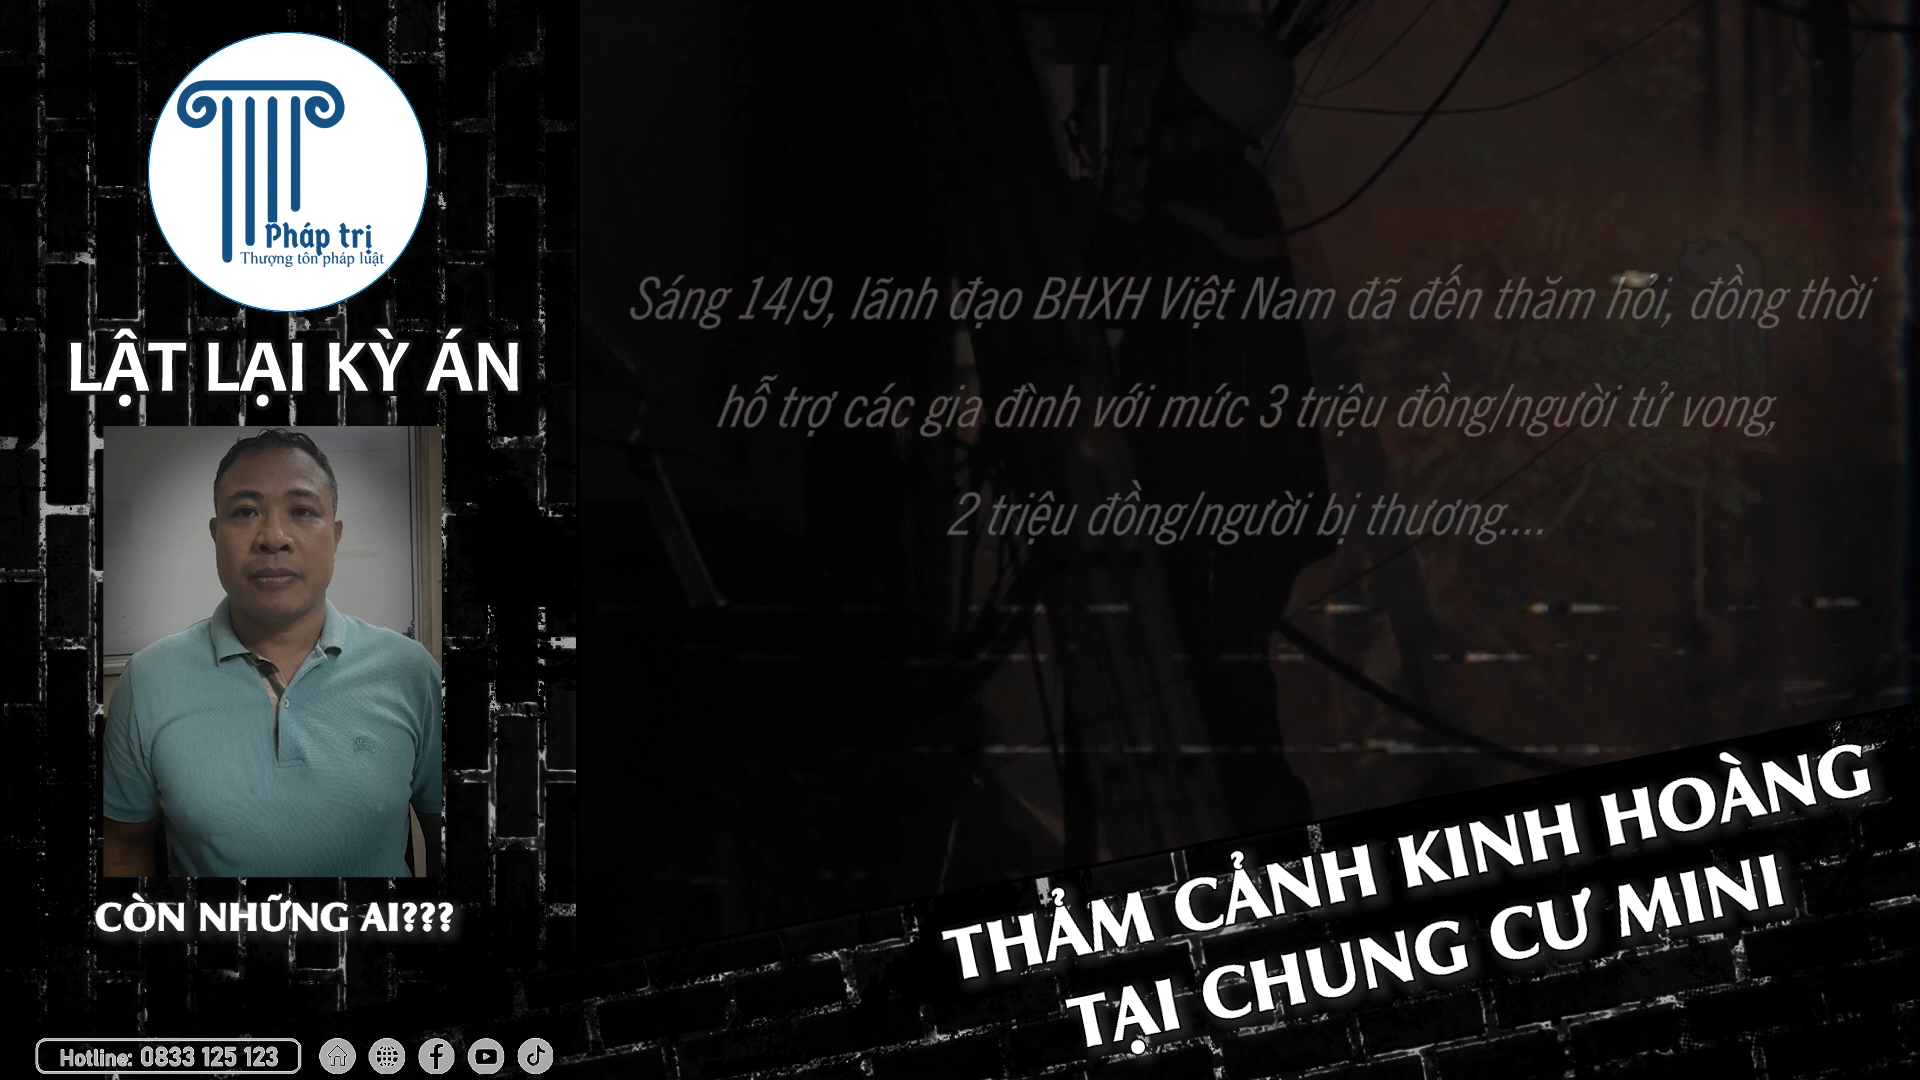 Pháp trị
Thượng tôn pháp luật
LẬT LẠI KỲ ÁN
CÒN NHỮNG AI???
Hotline: 0833 125 123
Sáng 14/9, lãnh đạo BHXH Việt Nam đã đến thăm hỏi, đồng thời
hỗ trợ các gia đình với mức 3 triệu đồng/người tử vong,
2 triệu đồng/người bị thương....
THẢM CẢNH KINH HOÀNG
TẠI CHUNG CƯ MINI